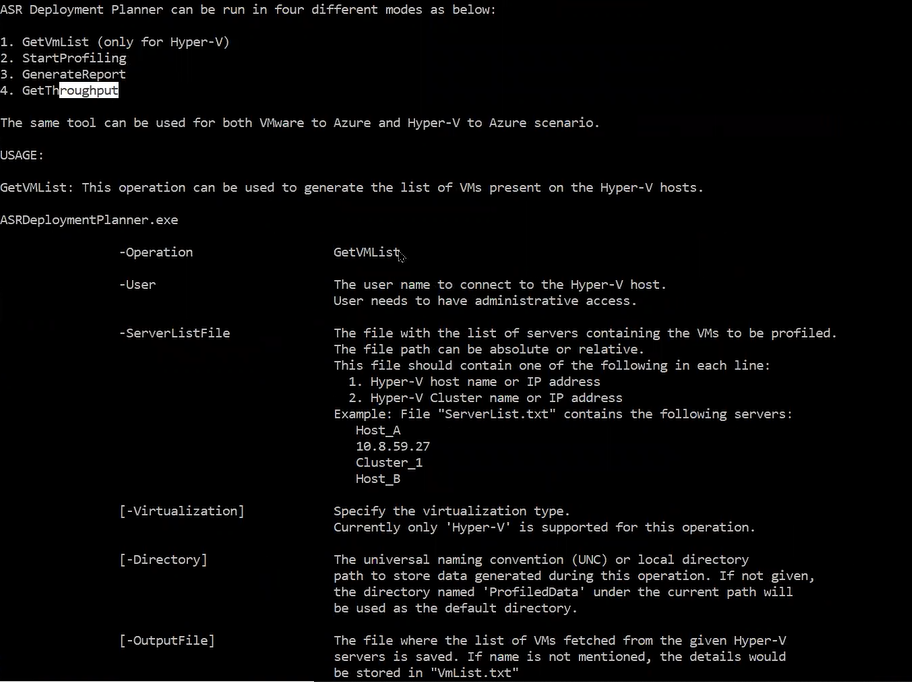 ASR Deployment Planner can be run in four different modes as below:
1. GetVmList (only for Hyper-V)
2. StartProfiling
3. GenerateReport
4. GetThroughput
The same tool can be used for both VMware to Azure and Hyper-V to Azure scenario.
USAGE:
GetVMList: This operation can be used to generate the list of VMs present on the Hyper-V hosts.
ASRDeploymentPlanner.exe
-Operation GetVMList
-User The user name to connect to the Hyper-V host.
User needs to have administrative access.
-ServerListFile The file with the list of servers containing the VMs to be profiled.
The file path can be absolute or relative.
This file should contain one of the following in each line:
1. Hyper-V host name or IP address
2. Hyper-V Cluster name or IP address
Example: File "ServerList.txt" contains the following servers:
Host_A
10.8.59.27
Cluster_1
Host_B
[-Virtualization] Specify the virtualization type.
Currently only 'Hyper-V' is supported for this operation.
[-Directory] The universal naming convention (UNC) or local directory
path to store data generated during this operation. If not given,
the directory named 'ProfiledData' under the current path will
be used as the default directory.
[-OutputFile] The file where the list of VMs fetched from the given Hyper-V
servers is saved. If name is not mentioned, the details would
be stored in "VmList.txt"